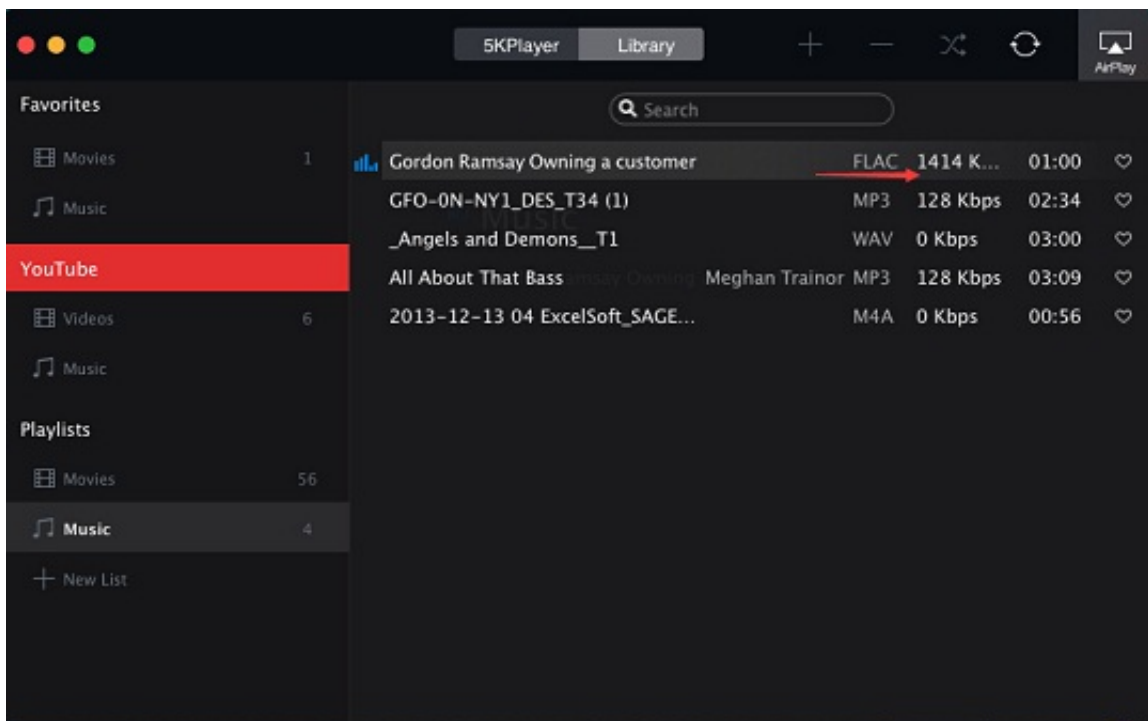 5KPlayer Library
AirPlay
Favorites
Movies 1
Music
YouTube
Videos 6
Music
Playlists
Movies 56
Music 4
New List
Search
Gordon Ramsay Owning a customer FLAC 1414 K... 01:00
GFO-0N-NY1_DES_T34 (1) MP3 128 Kbps 02:34
Music
_Angels and Demons__T1 WAV 0 Kbps 03:00
All About That Bass Meghan Trainor MP3 128 Kbps 03:09
2013-12-13 04 ExcelSoft_SAGE... M4A 0 Kbps 00:56